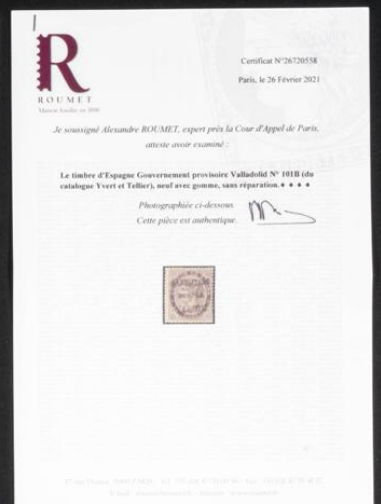 R
ROUMET
Certificat N°26720558
Paris, le 26 Février 2021
Je soussigné Alexandre ROUMET, expert près la Cour d'Appel de Paris,
atteste avoir examiné :
Le timbre d'Espagne Gouvernement provisoire Valladolid N° 101B (du
catalogue Yvert et Tellier), neuf avec gomme, sans réparation.♦ ♦ ♦ ♦
Photographiée ci-dessous.
Cette pièce est authentique.